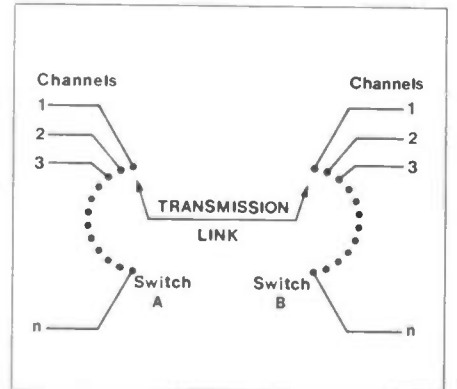 Channels
1
2
3
n
TRANSMISSION
LINK
Switch
A
Switch
B
Channels
1
2
3
n